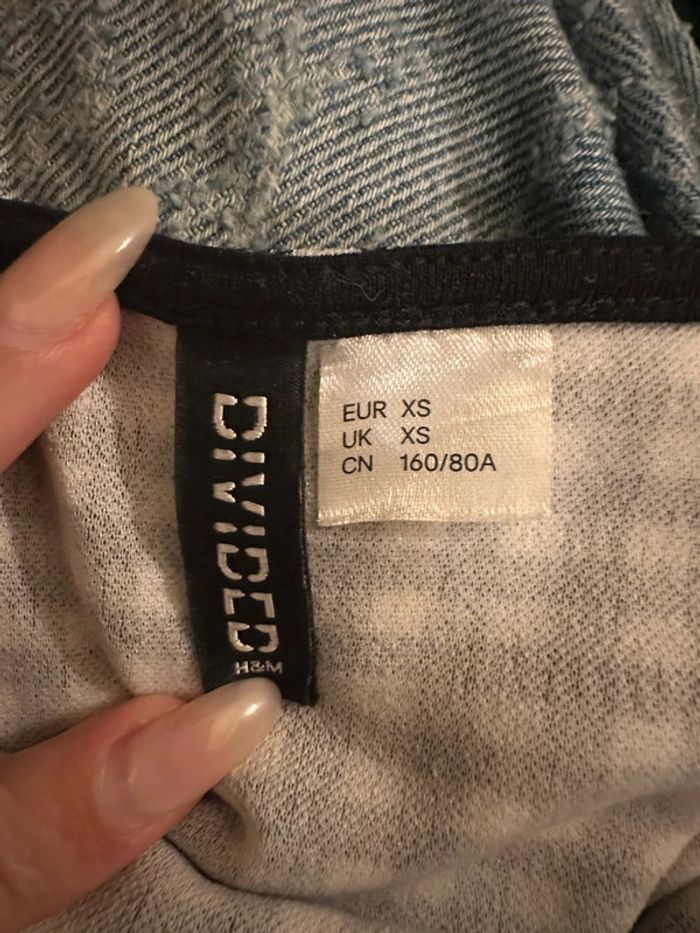 DIVIDED
H&M
EUR XS
UK XS
CN 160/80A